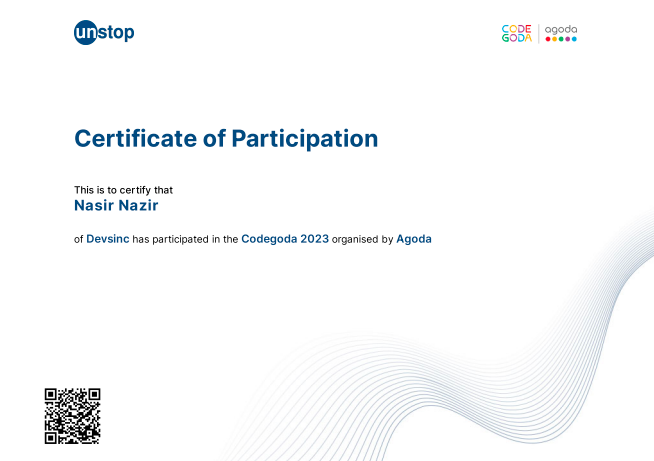 unstop
CODE
GODA
agoda
Certificate of Participation
This is to certify that
Nasir Nazir
of Devsinc has participated in the Codegoda 2023 organised by Agoda